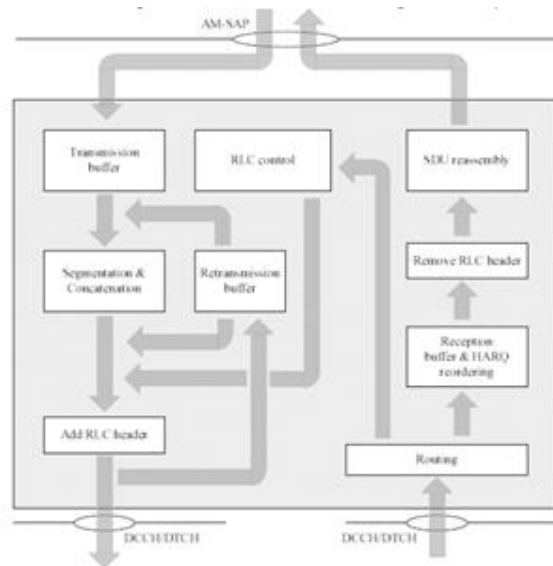 AM-SAP
Transmission
buffer
RLC control
SDU reassembly
Segmentation &
Concatenation
Retransmission
buffer
Remove RLC header
Reception
buffer & HARQ
reordering
Add RLC header
Routing
DCCH/DTCH
DCCH/DTCH